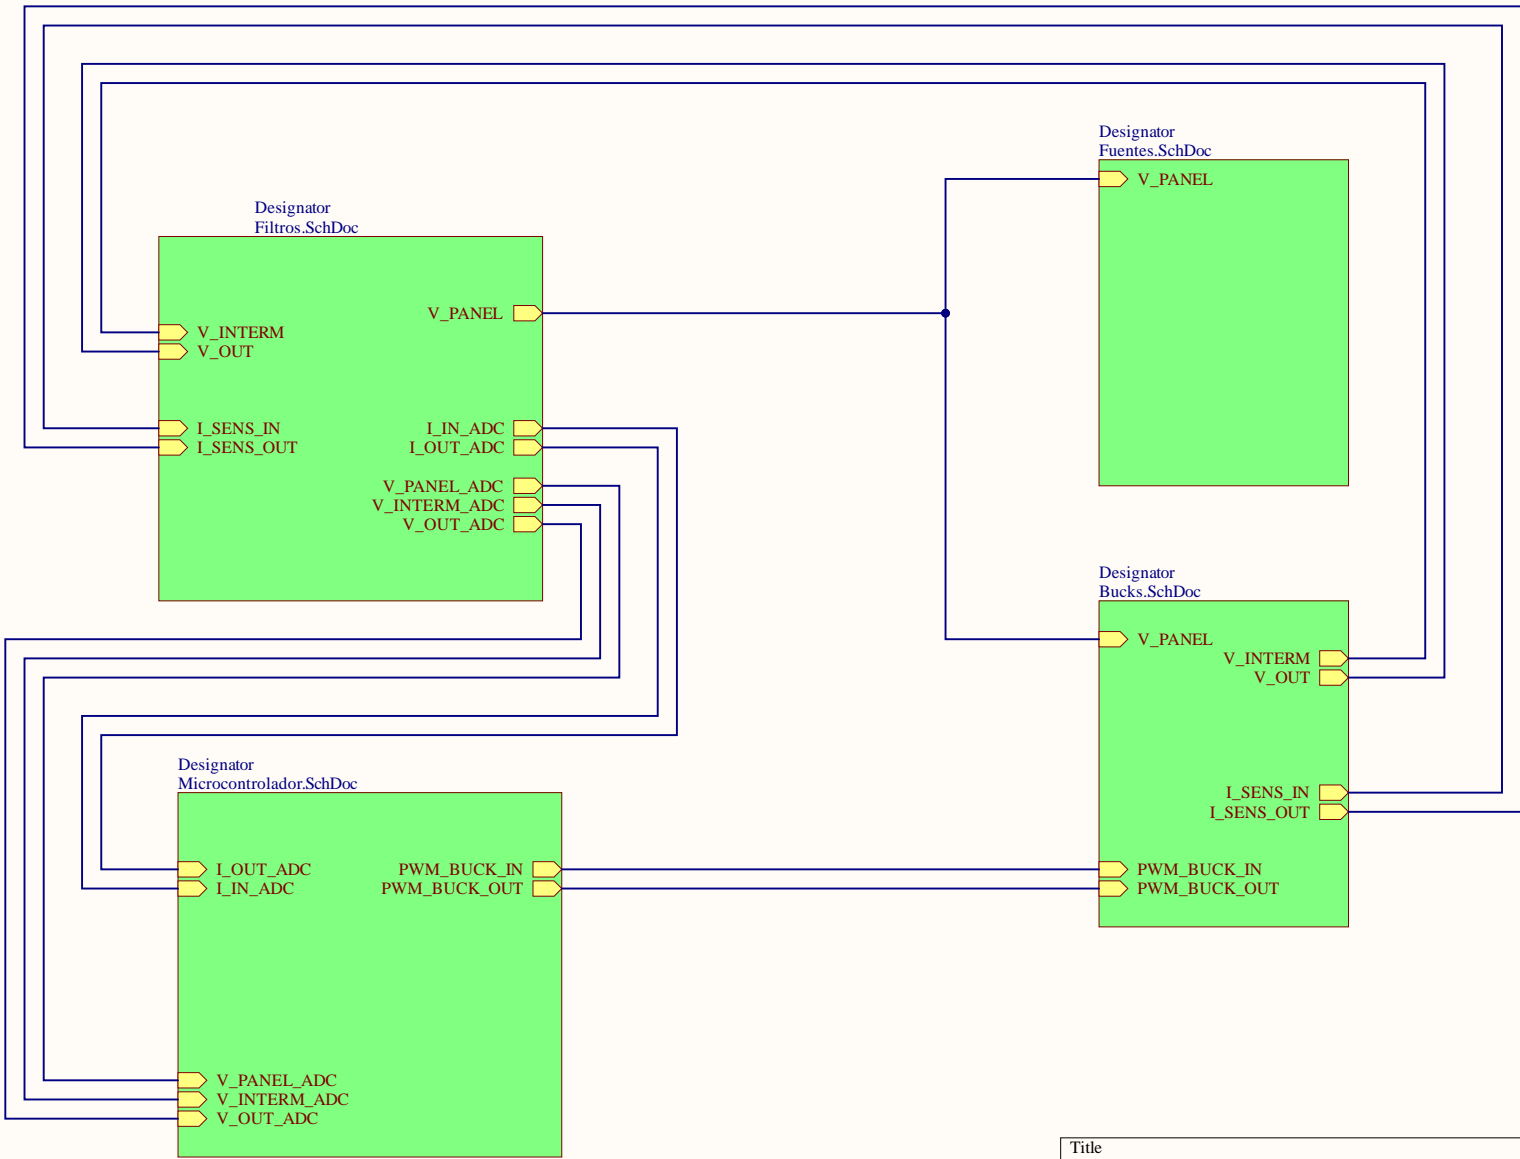 Designator
Fuentes.SchDoc
V_PANEL
Designator
Filtros.SchDoc
V_PANEL
V_INTERM
V_OUT
I_SENS_IN
I_SENS_OUT
I_IN_ADC
I_OUT_ADC
V_PANEL_ADC
V_INTERM_ADC
V_OUT_ADC
Designator
Bucks.SchDoc
V_PANEL
V_INTERM
V_OUT
I_SENS_IN
I_SENS_OUT
PWM_BUCK_IN
PWM_BUCK_OUT
Designator
Microcontrolador.SchDoc
I_OUT_ADC
I_IN_ADC
PWM_BUCK_IN
PWM_BUCK_OUT
V_PANEL_ADC
V_INTERM_ADC
V_OUT_ADC
Title